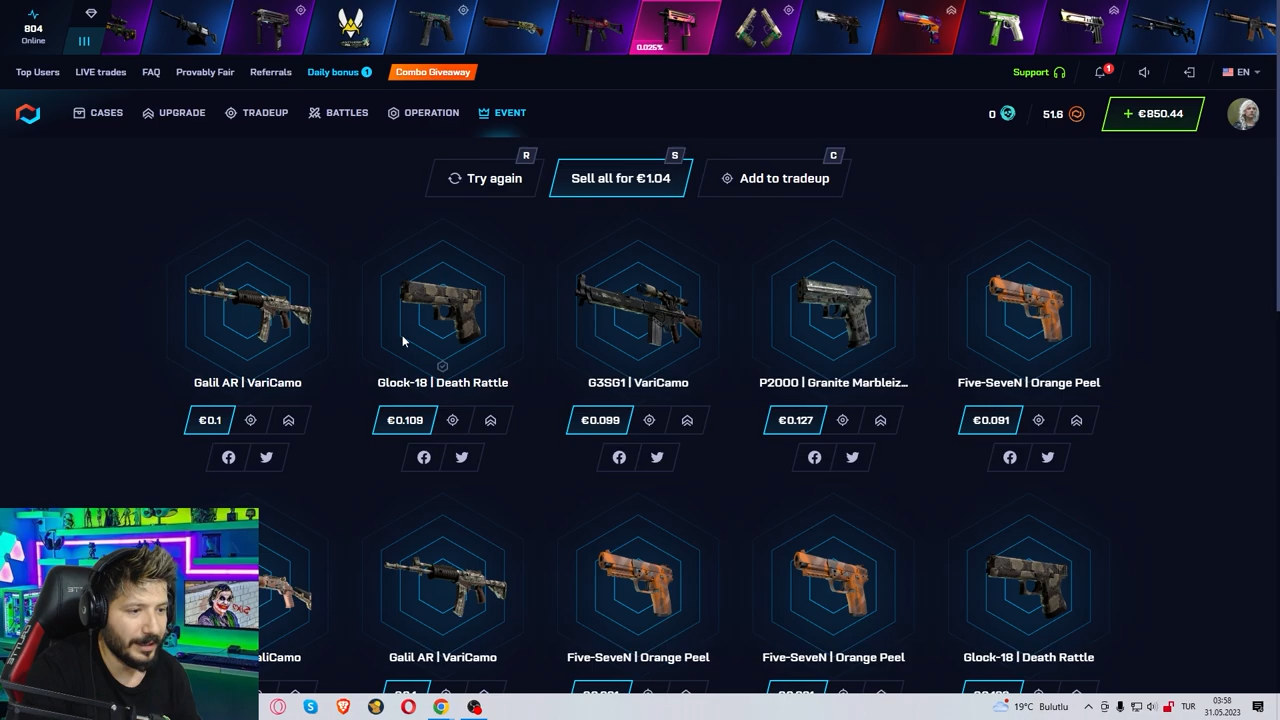 804
Online
0.025%
Top Users LIVE trades FAQ Provably Fair Referrals Daily bonus 1 Combo Giveaway Support 1 EN
CASES UPGRADE TRADEUP BATTLES OPERATION EVENT 0 51.6 + €850.44
R S C
Try again Sell all for €1.04 Add to tradeup
Galil AR | VariCamo Glock-18 | Death Rattle G3SG1 | VariCamo P2000 | Granite Marbleiz... Five-SeveN | Orange Peel
€0.1 €0.109 €0.099 €0.127 €0.091
aliCamo Galil AR | VariCamo Five-SeveN | Orange Peel Five-SeveN | Orange Peel Glock-18 | Death Rattle
19°C Bulutlu TUR 03:58
31.05.2023